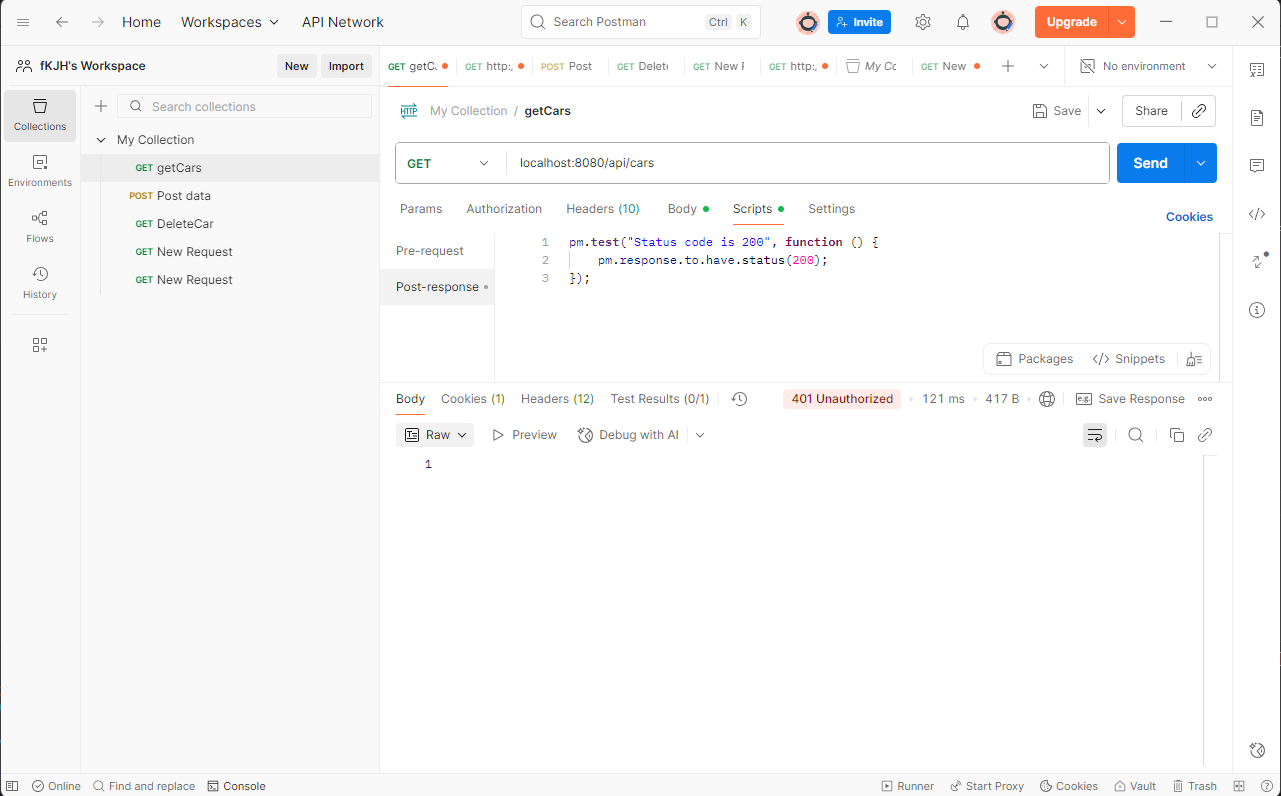 Home Workspaces API Network Search Postman Ctrl K Invite Upgrade
fKJH's Workspace New Import
GET getC GET http:, POST Post GET Delet GET New F GET http:, My Cc GET New No environment
Collections
Environments
Flows
History
Search collections
My Collection
GET getCars
POST Post data
GET DeleteCar
GET New Request
GET New Request
HTTP My Collection / getCars Save Share
GET localhost:8080/api/cars Send
Params Authorization Headers (10) Body Scripts Settings Cookies
Pre-request
Post-response
1 pm.test("Status code is 200", function () {
2 pm.response.to.have.status(200);
3 });
Packages </> Snippets
Body Cookies (1) Headers (12) Test Results (0/1) 401 Unauthorized 121 ms 417 B e.g. Save Response
Raw Preview Debug with AI
1
Online Find and replace Console Runner Start Proxy Cookies Vault Trash